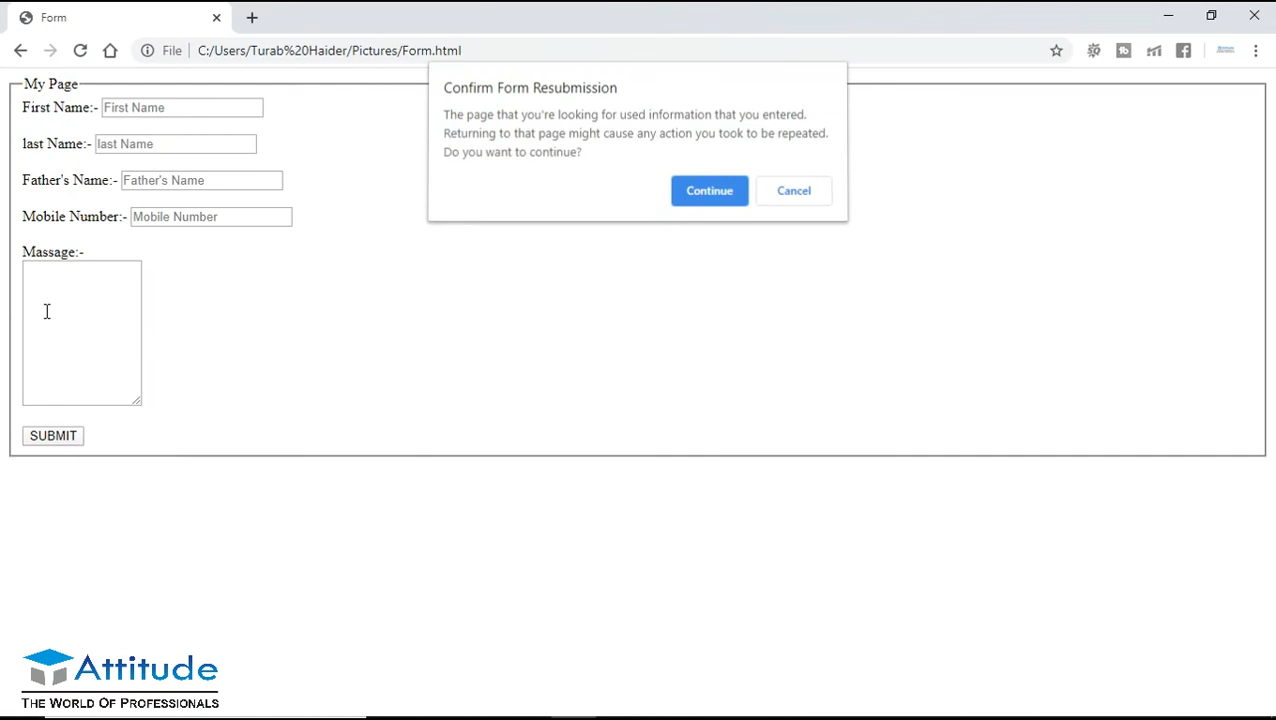 Form
File
C:/Users/Turab%20Haider/Pictures/Form.html
Confirm Form Resubmission
The page that you're looking for used information that you entered.
Returning to that page might cause any action you took to be repeated.
Do you want to continue?
Continue Cancel
My Page
First Name:- First Name
last Name:- last Name
Father's Name:- Father's Name
Mobile Number:- Mobile Number
Massage:-
SUBMIT
Attitude
THE WORLD OF PROFESSIONALS